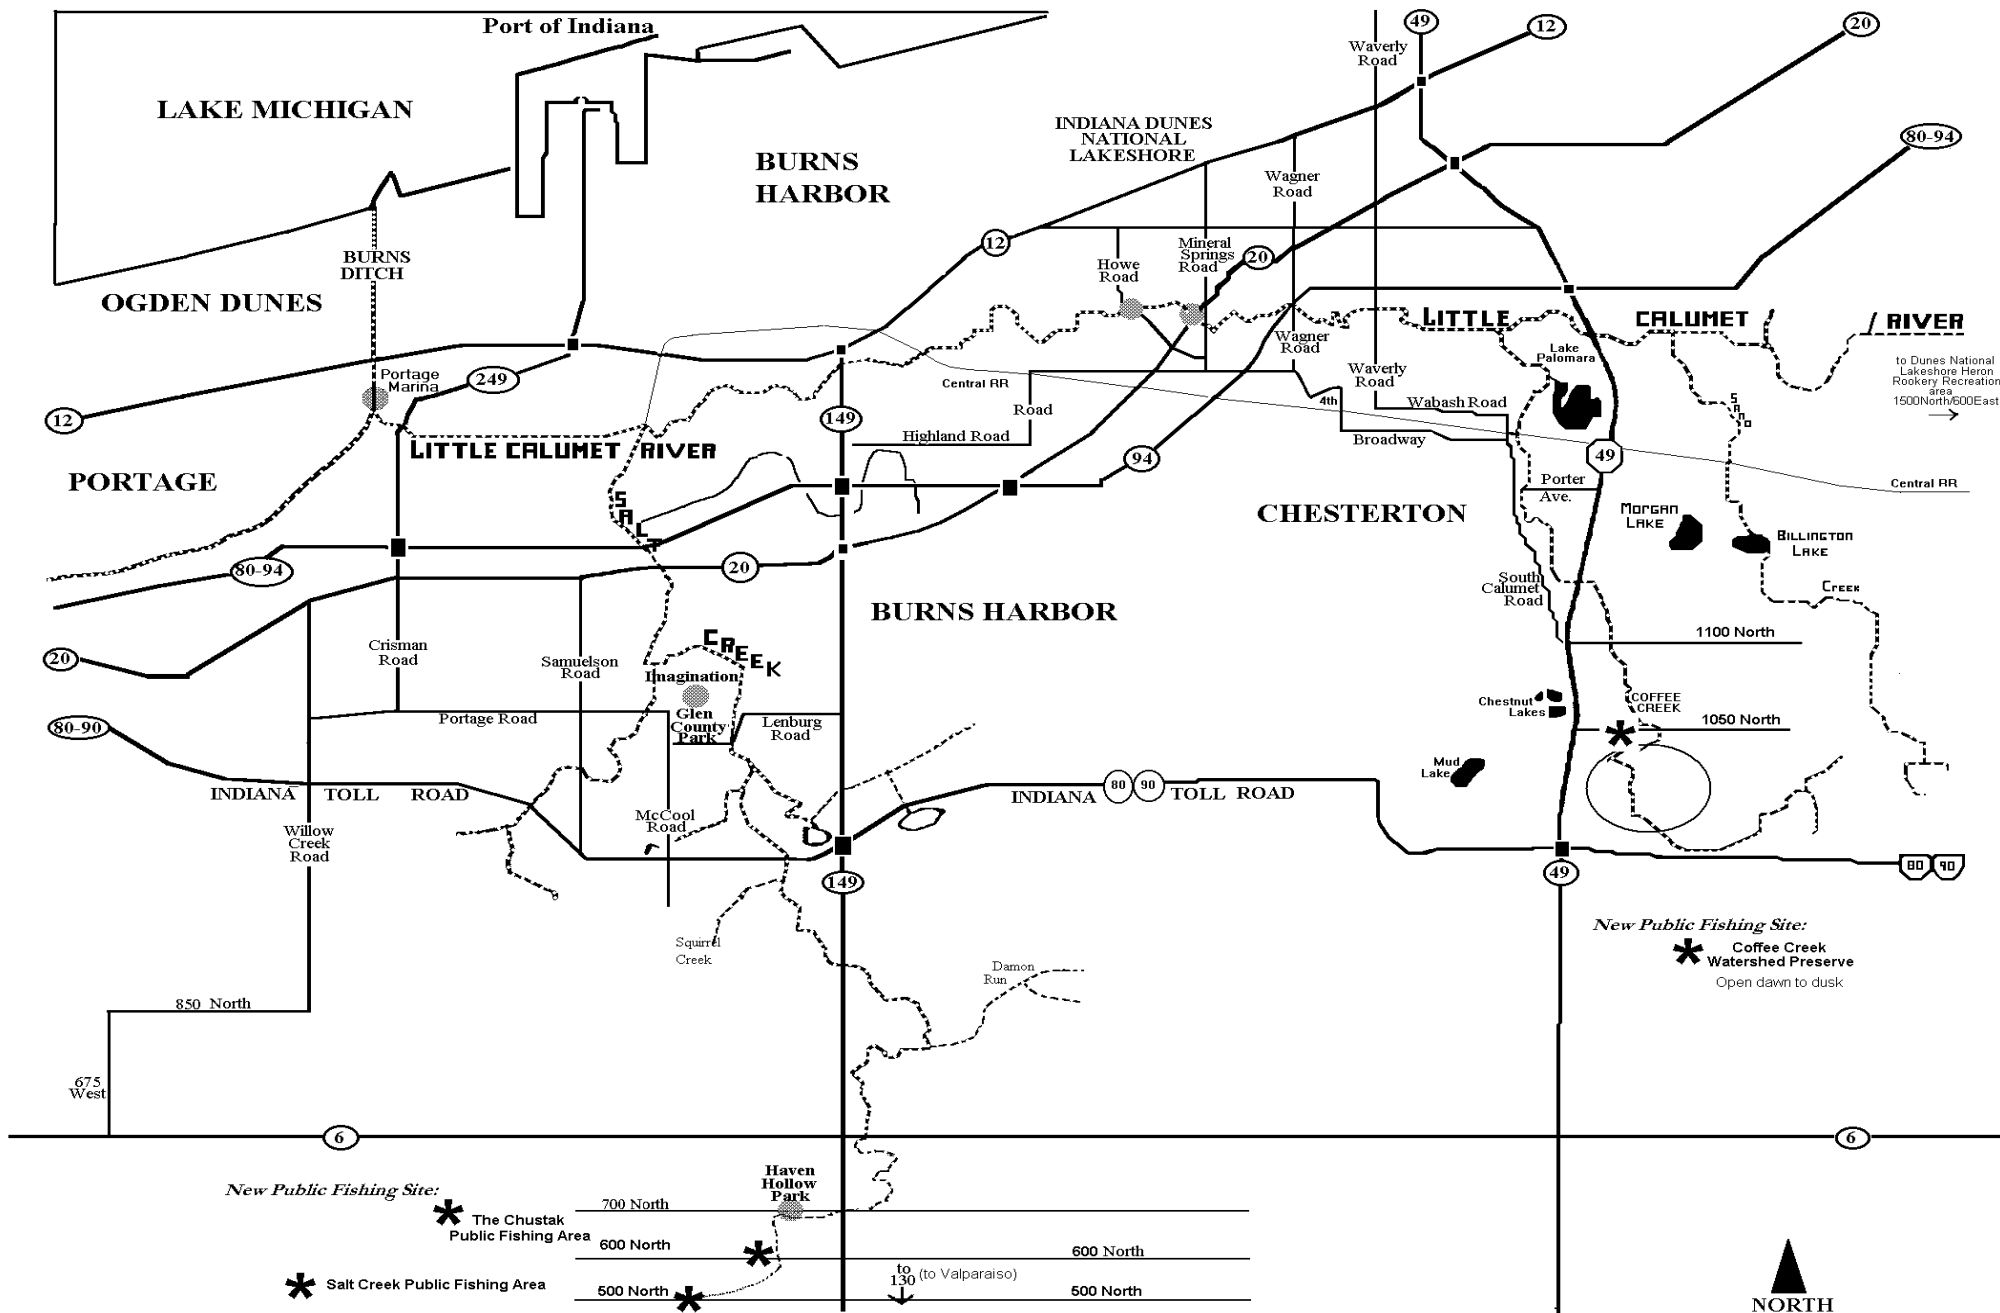 Port of Indiana
49
12
20
Waverly
Road
LAKE MICHIGAN
INDIANA DUNES
NATIONAL
LAKESHORE
80-94
BURNS
HARBOR
Wagner
Road
BURNS
DITCH
12
Mineral
Springs
Road
20
Howe
Road
OGDEN DUNES
LITTLE CALUMET RIVER
Wagner
Road
Lake
Palomara
to Dunes National
Lakeshore Heron
Rookery Recreation
area
1500North/600East
Portage
Marina
249
Central RR
Waverly
Road
12
149
Road
4th
Wabash Road
Sand
Highland Road
Broadway
LITTLE CALUMET RIVER
94
49
PORTAGE
Porter
Ave.
Central RR
SALT
CHESTERTON
Morgan
Lake
Billington
Lake
80-94
20
South
Calumet
Road
Creek
BURNS HARBOR
1100 North
20
Crisman
Road
Samuelson
Road
CREEK
Imagination
Glen
County
Park
Chestnut
Lakes
COFFEE
CREEK
1050 North
80-90
Portage Road
Lenburg
Road
Mud
Lake
INDIANA TOLL ROAD
INDIANA 80 90 TOLL ROAD
Willow
Creek
Road
McCool
Road
149
49
80 90
New Public Fishing Site:
Coffee Creek
Watershed Preserve
Open dawn to dusk
Squirrel
Creek
Damon
Run
850 North
675
West
6
6
New Public Fishing Site:
The Chustak
Public Fishing Area
Salt Creek Public Fishing Area
Haven
Hollow
Park
700 North
600 North
600 North
to
130 (to Valparaiso)
500 North
500 North
NORTH